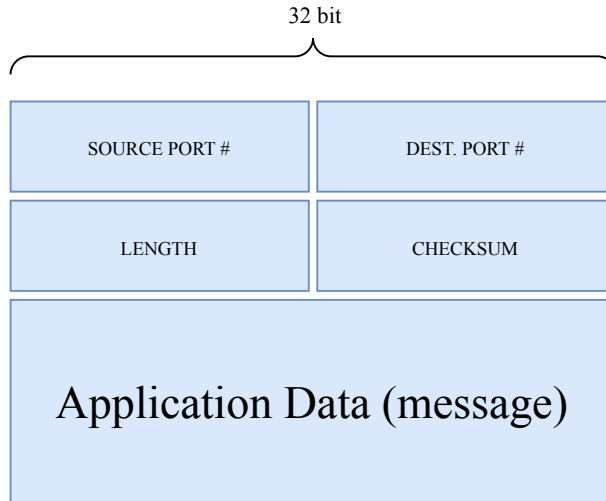 32 bit
SOURCE PORT #
DEST. PORT #
LENGTH
CHECKSUM
Application Data (message)